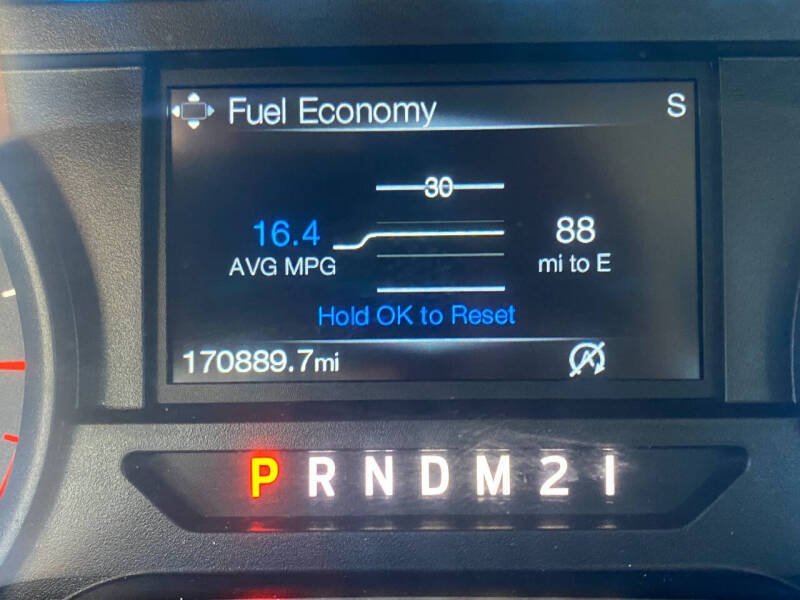 Fuel Economy S
30
16.4 88
AVG MPG mi to E
Hold OK to Reset
170889.7mi A
P R N D M 2 1